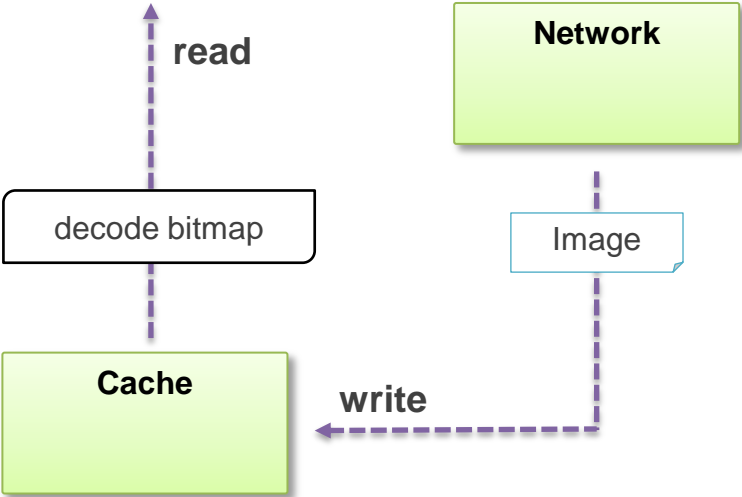 Network
read
decode bitmap
Image
Cache
write